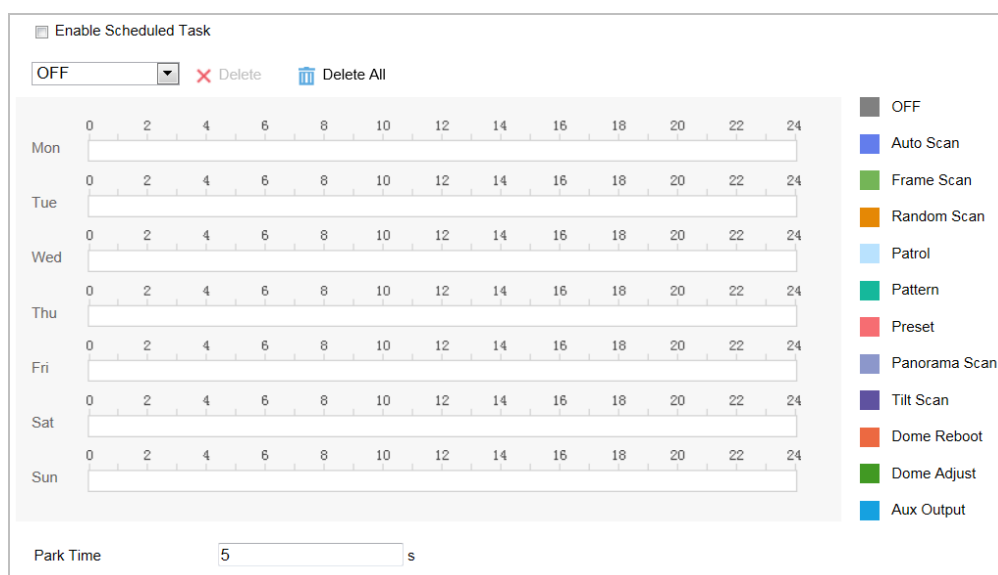 Enable Scheduled Task
OFF Delete Delete All
0 2 4 6 8 10 12 14 16 18 20 22 24
Mon
0 2 4 6 8 10 12 14 16 18 20 22 24
Tue
0 2 4 6 8 10 12 14 16 18 20 22 24
Wed
0 2 4 6 8 10 12 14 16 18 20 22 24
Thu
0 2 4 6 8 10 12 14 16 18 20 22 24
Fri
0 2 4 6 8 10 12 14 16 18 20 22 24
Sat
0 2 4 6 8 10 12 14 16 18 20 22 24
Sun
OFF
Auto Scan
Frame Scan
Random Scan
Patrol
Pattern
Preset
Panorama Scan
Tilt Scan
Dome Reboot
Dome Adjust
Aux Output
Park Time 5 s